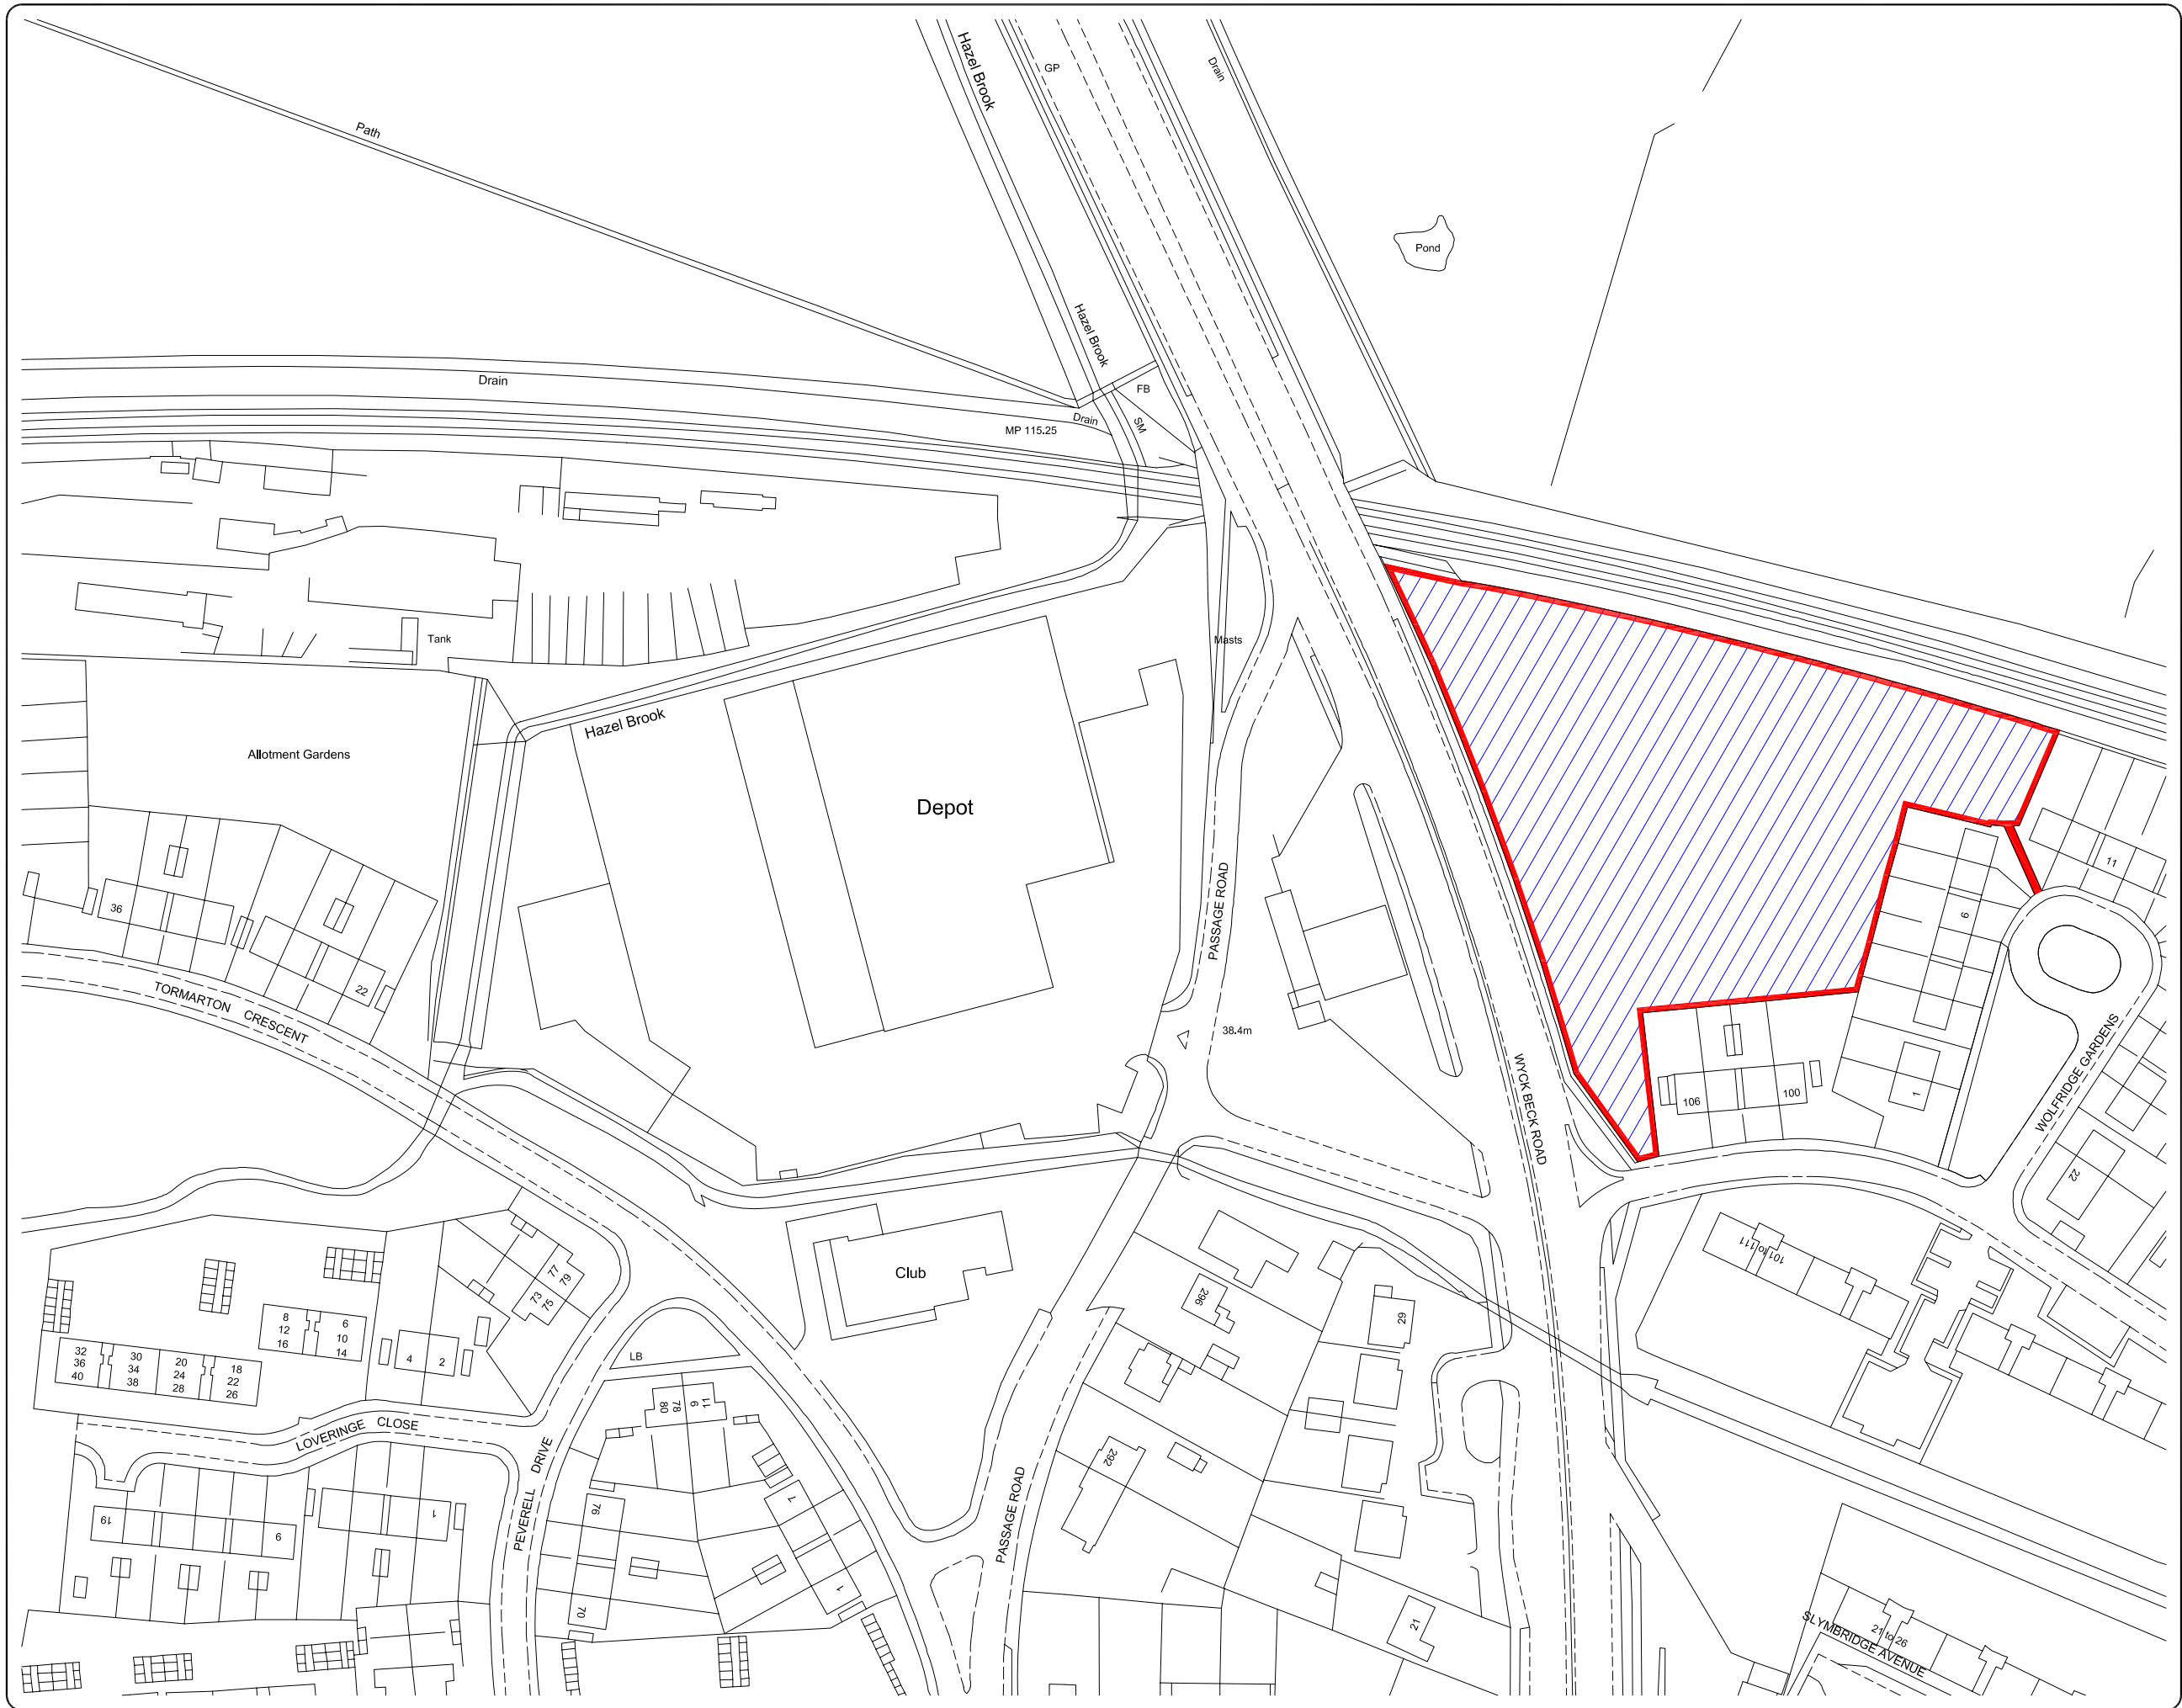 Hazel Brook
GP
Drain
Path
Pond
Hazel Brook
Drain
FB
Drain
SM
MP 115.25
Tank
Masts
Hazel Brook
Allotment Gardens
Depot
11
36
9
PASSAGE ROAD
22
TORMARTON CRESCENT
38.4m
WYCK BECK ROAD
106
100
1
WOLFRIDGE GARDENS
22
101 to 111
Club
77
79
73
75
296
29
8
12
16
6
10
14
4
2
32
36
40
30
34
38
20
24
28
18
22
26
LB
80
78
9
11
LOVERINGE CLOSE
PEVERELL DRIVE
292
PASSAGE ROAD
19
9
1
76
7
1
70
21
21 to 26
SLYMBRIDGE AVENUE